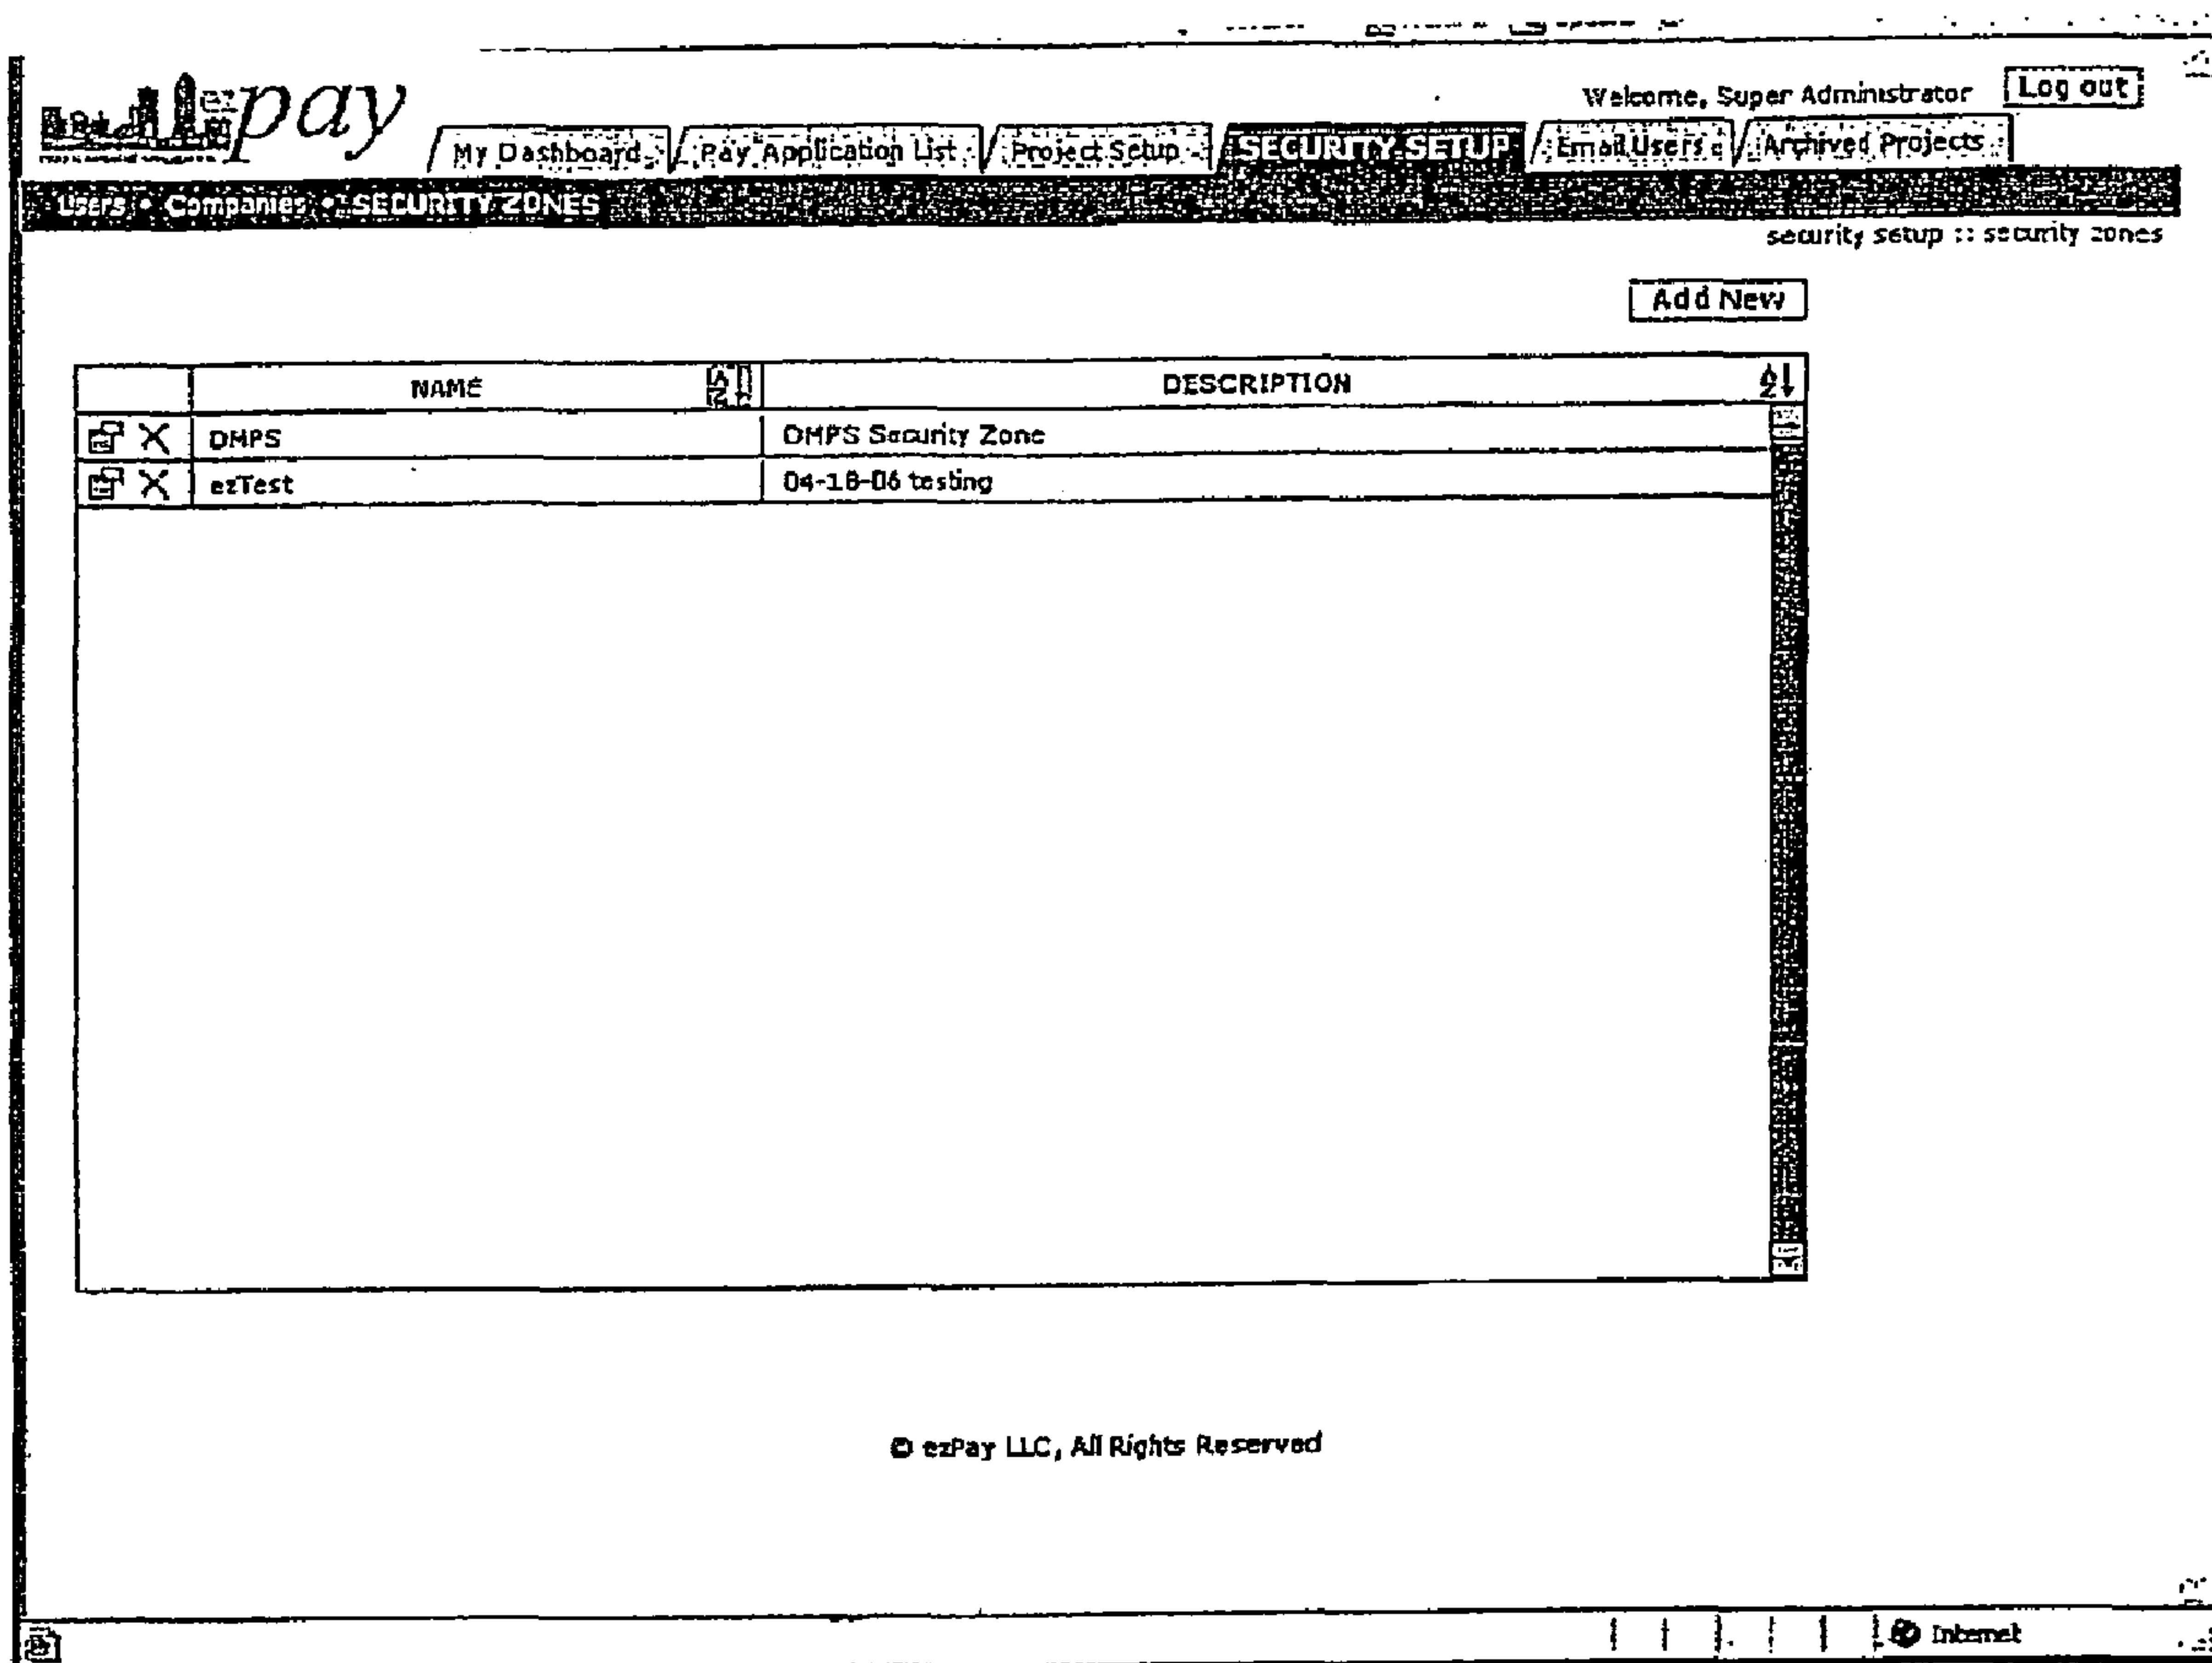 ez pay
Welcome, Super Administrator
Log out
My Dashboard
Pay Application List
Project Setup
SECURITY SETUP
Email Users
Archived Projects
Users • Companies • SECURITY ZONES
security setup :: security zones
Add New
NAME
DESCRIPTION
DMPS
DMPS Security Zone
ezTest
04-18-06 testing
© ezPay LLC, All Rights Reserved
Internet